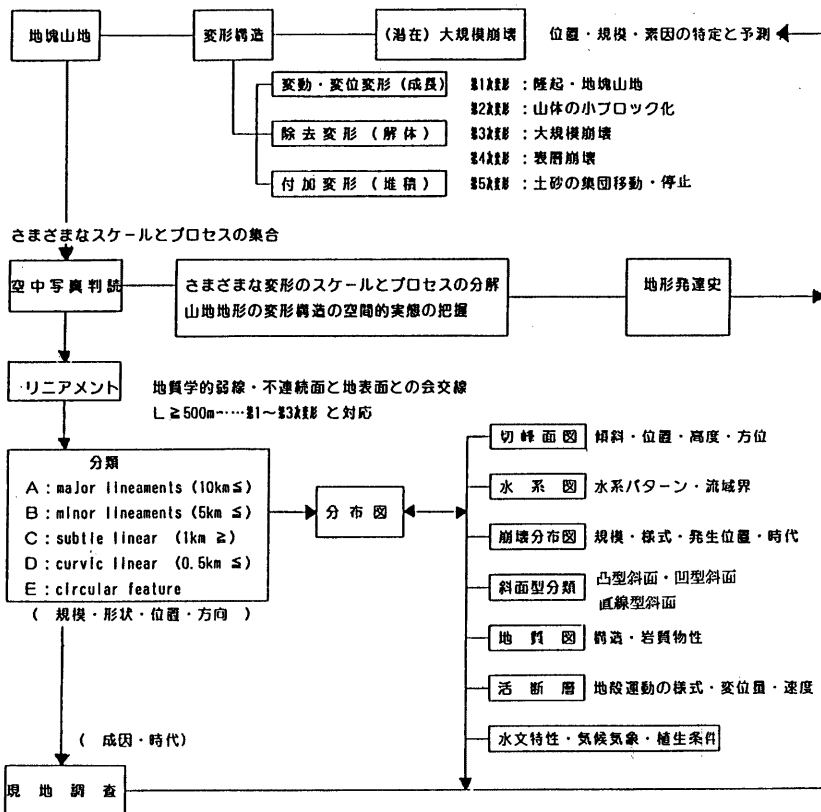 地塊山地
変形構造
(潜在) 大規模崩壊
位置・規模・素因の特定と予測
変動・変位変形 (成長)
第1次変形 : 隆起・地塊山地
第2次変形 : 山体の小ブロック化
除去変形 (解体)
第3次変形 : 大規模崩壊
第4次変形 : 表層崩壊
付加変形 (堆積)
第5次変形 : 土砂の集団移動・停止
さまざまなスケールとプロセスの集合
空中写真判読
さまざまな変形のスケールとプロセスの分解
山地地形の変形構造の空間的実態の把握
地形発達史
リニアメント
地質学的弱線・不連続面と地表面との会交線
L ≧ 500m……第1〜第3次変形 と対応
分類
A : major lineaments (10km≦)
B : minor lineaments (5km ≦)
C : subtle linear (1km ≧)
D : curvic linear (0.5km ≦)
E : circular feature
( 規模・形状・位置・方向 )
分布図
切峰面図 傾斜・位置・高度・方位
水系図 水系パターン・流域界
崩壊分布図 規模・様式・発生位置・時代
斜面型分類 凸型斜面・凹型斜面
直線型斜面
地質図 構造・岩質物性
活断層 地殻運動の様式・変位量・速度
水文特性・気候気象・植生条件
( 成因・時代)
現地調査